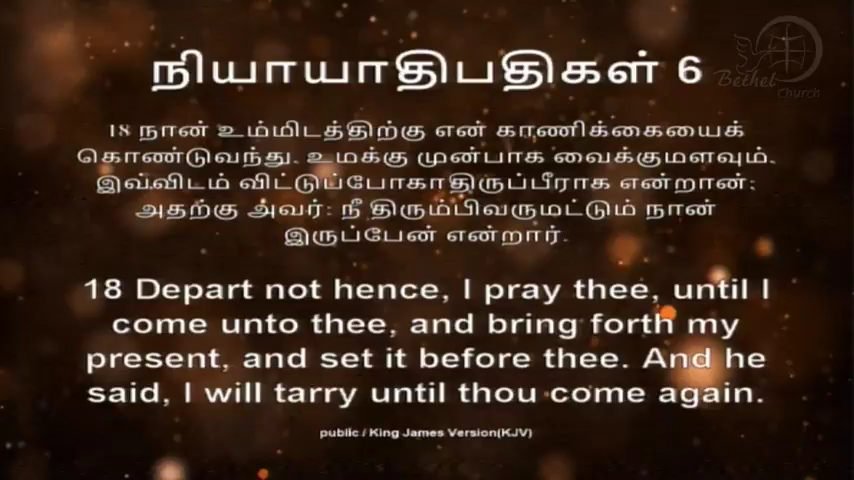 நியாயாதிபதிகள் 6
Bethel
Church
18 நான் உம்மிடத்திற்கு என் காணிக்கையைக்
கொண்டுவந்து, உமக்கு முன்பாக வைக்குமளவும்,
இவ்விடம் விட்டுப்போகாதிருப்பீராக என்றான்;
அதற்கு அவர்: நீ திரும்பிவருமட்டும் நான்
இருப்பேன் என்றார்.
18 Depart not hence, I pray thee, until I
come unto thee, and bring forth my
present, and set it before thee. And he
said, I will tarry until thou come again.
public / King James Version(KJV)